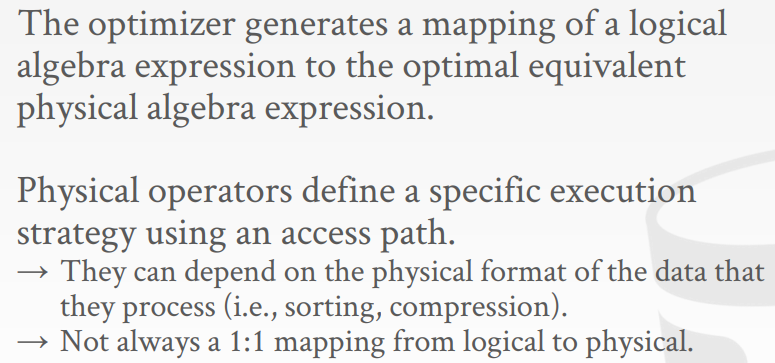 The optimizer generates a mapping of a logical
algebra expression to the optimal equivalent
physical algebra expression.
Physical operators define a specific execution
strategy using an access path.
→ They can depend on the physical format of the data that
they process (i.e., sorting, compression).
→ Not always a 1:1 mapping from logical to physical.